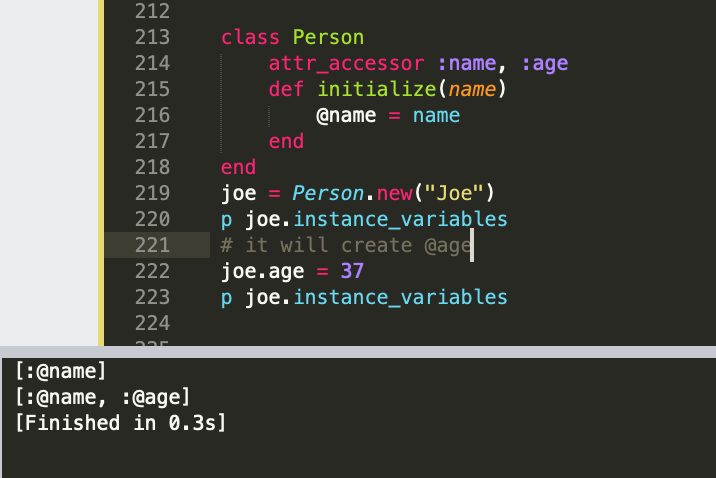 212
213 class Person
214 attr_accessor :name, :age
215 def initialize(name)
216 @name = name
217 end
218 end
219 joe = Person.new("Joe")
220 p joe.instance_variables
221 # it will create @age
222 joe.age = 37
223 p joe.instance_variables
224
[:@name]
[:@name, :@age]
[Finished in 0.3s]